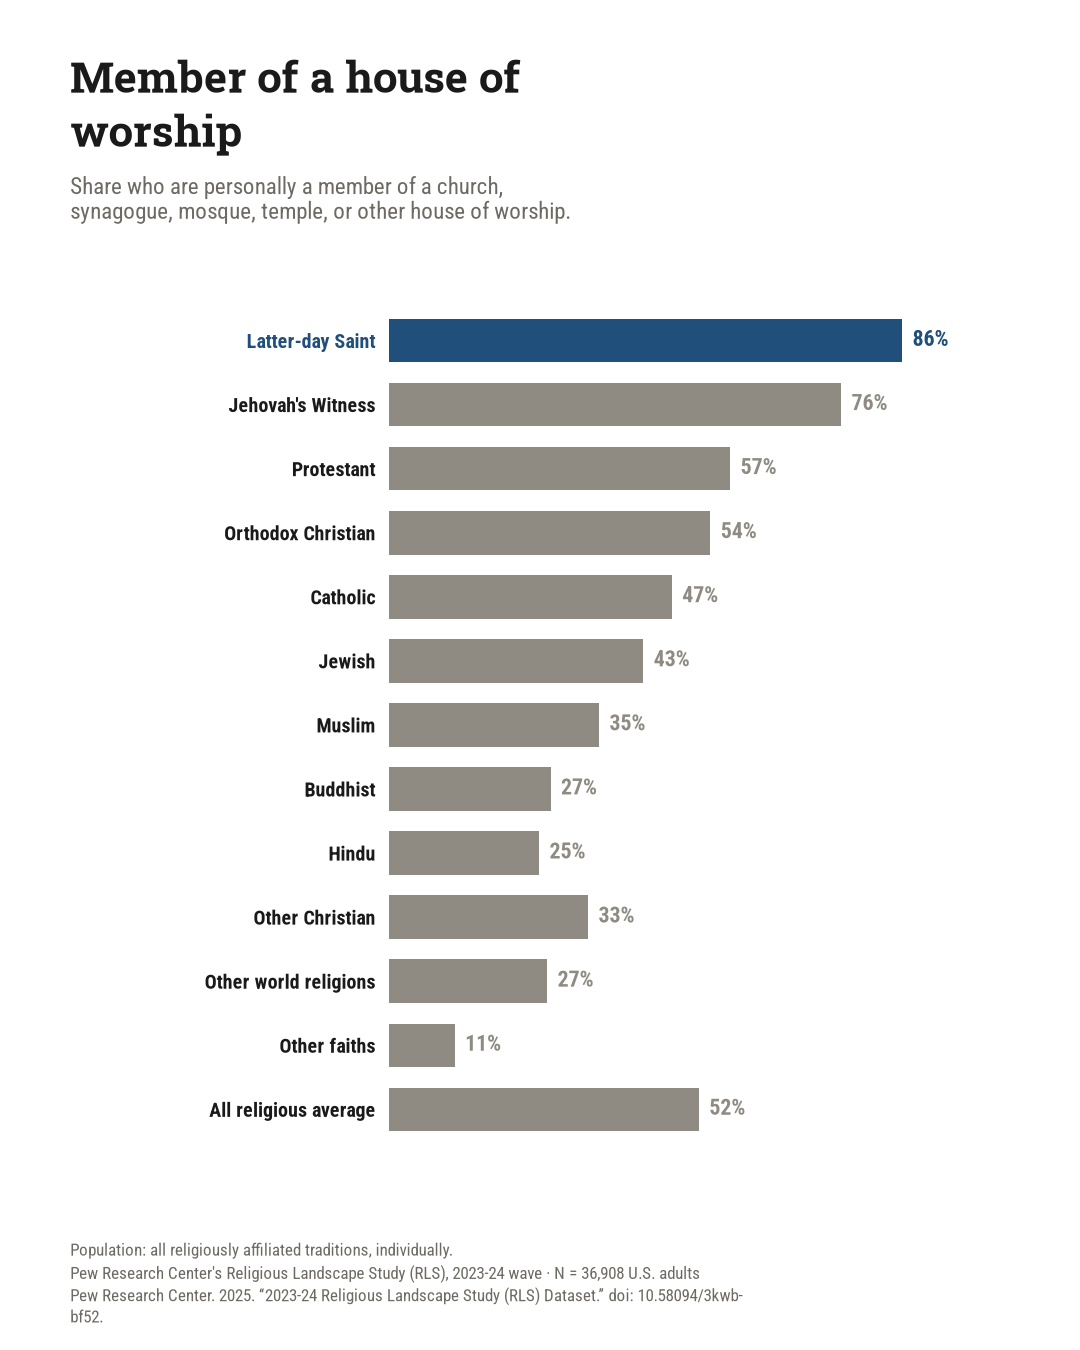 Member of a house of
worship
Share who are personally a member of a church,
synagogue, mosque, temple, or other house of worship.
Latter-day Saint 86%
Jehovah's Witness 76%
Protestant 57%
Orthodox Christian 54%
Catholic 47%
Jewish 43%
Muslim 35%
Buddhist 27%
Hindu 25%
Other Christian 33%
Other world religions 27%
Other faiths 11%
All religious average 52%
Population: all religiously affiliated traditions, individually.
Pew Research Center's Religious Landscape Study (RLS), 2023-24 wave · N = 36,908 U.S. adults
Pew Research Center. 2025. “2023-24 Religious Landscape Study (RLS) Dataset.” doi: 10.58094/3kwb-
bf52.